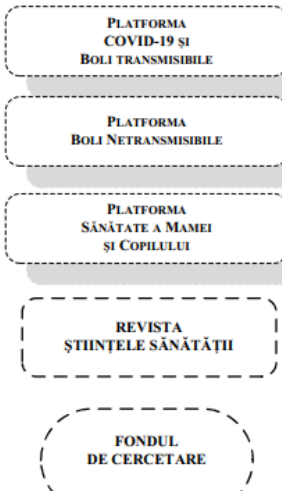 PLATFORMA
COVID-19 ȘI
BOLI TRANSMISIBILE
PLATFORMA
BOLI NETRANSMISIBILE
PLATFORMA
SĂNĂTATE A MAMEI
ȘI COPILULUI
REVISTA
ȘTIINȚELE SĂNĂTĂȚII
FONDUL
DE CERCETARE